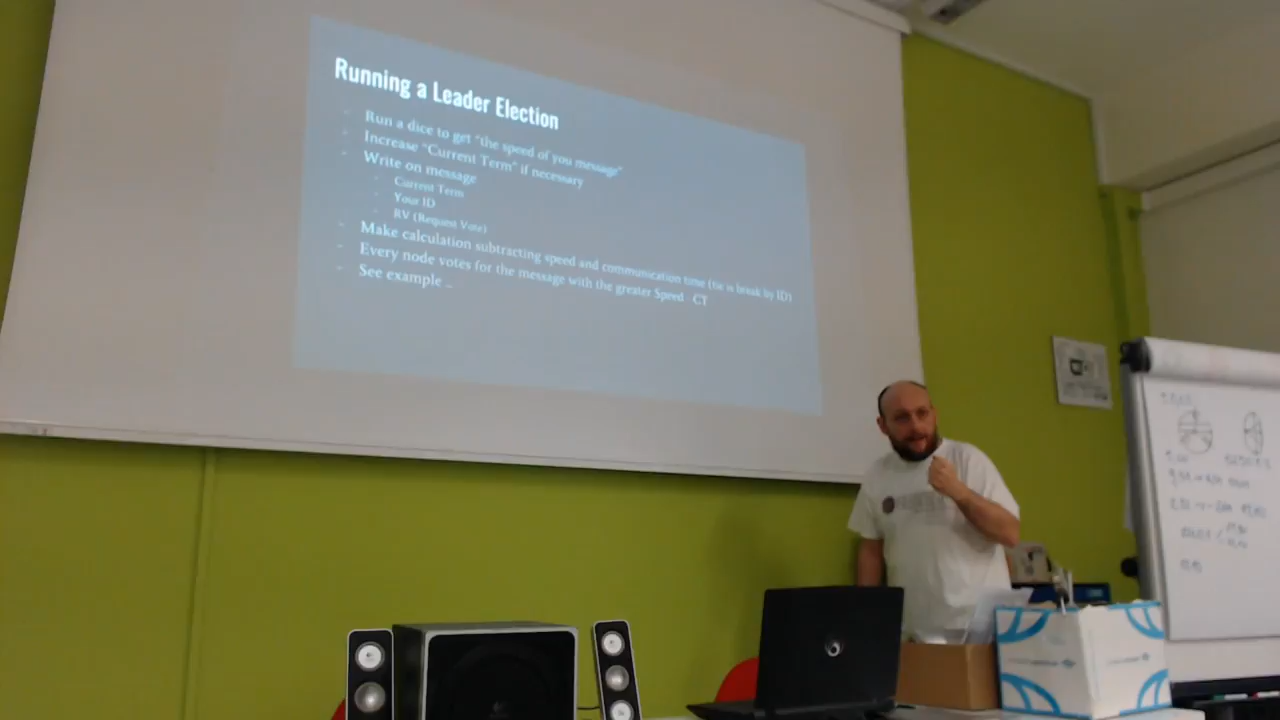 Running a Leader Election
- Run a dice to get "the speed of you message"
- Increase "Current Term" if necessary
- Write on message
- Current Term
- Your ID
- RV (Request Vote)
- Make calculation subtracting speed and communication time (tie is break by ID)
- Every node votes for the message with the greater Speed - CT
- See example ..